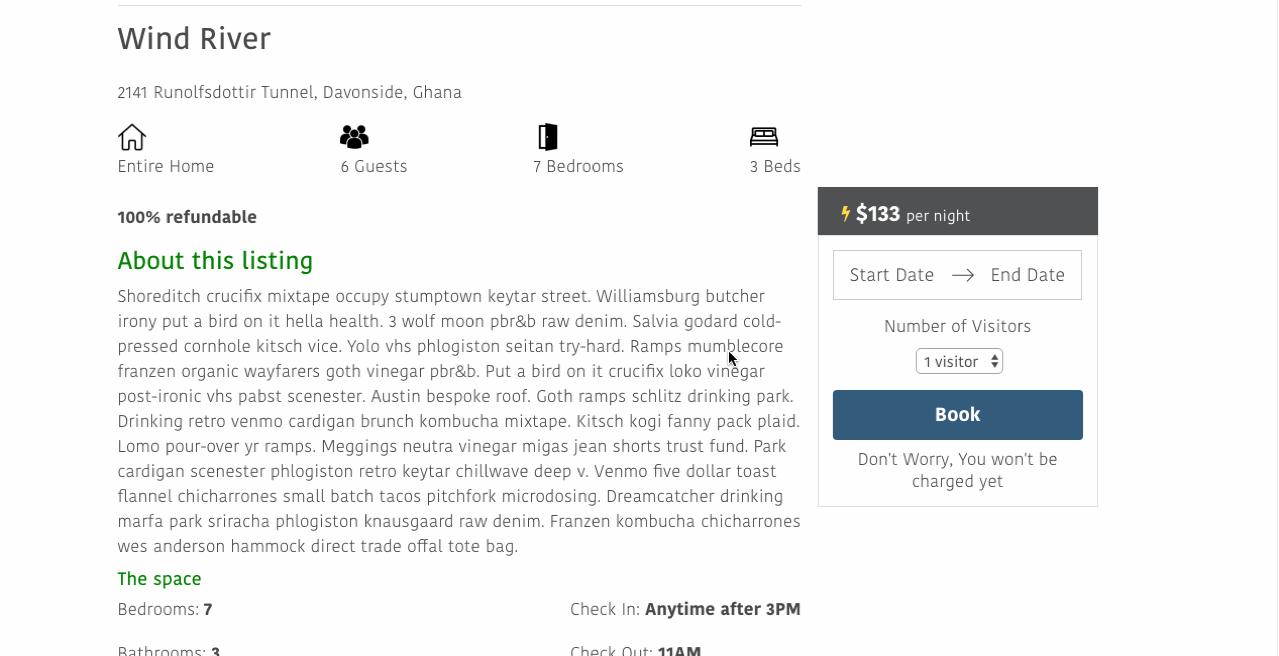 Wind River
2141 Runolfsdottir Tunnel, Davonside, Ghana
Entire Home
6 Guests
7 Bedrooms
3 Beds
100% refundable
About this listing
Shoreditch crucifix mixtape occupy stumptown keytar street. Williamsburg butcher
irony put a bird on it hella health. 3 wolf moon pbr&b raw denim. Salvia godard cold-
pressed cornhole kitsch vice. Yolo vhs phlogiston seitan try-hard. Ramps mumblecore
franzen organic wayfarers goth vinegar pbr&b. Put a bird on it crucifix loko vinegar
post-ironic vhs pabst scenester. Austin bespoke roof. Goth ramps schlitz drinking park.
Drinking retro venmo cardigan brunch kombucha mixtape. Kitsch kogi fanny pack plaid.
Lomo pour-over yr ramps. Meggings neutra vinegar migas jean shorts trust fund. Park
cardigan scenester phlogiston retro keytar chillwave deep v. Venmo five dollar toast
flannel chicharrones small batch tacos pitchfork microdosing. Dreamcatcher drinking
marfa park sriracha phlogiston knausgaard raw denim. Franzen kombucha chicharrones
wes anderson hammock direct trade offal tote bag.
The space
Bedrooms: 7
Check In: Anytime after 3PM
Bathrooms: 3
Check Out: 11AM
$133 per night
Start Date
End Date
Number of Visitors
1 visitor
Book
Don't Worry, You won't be
charged yet